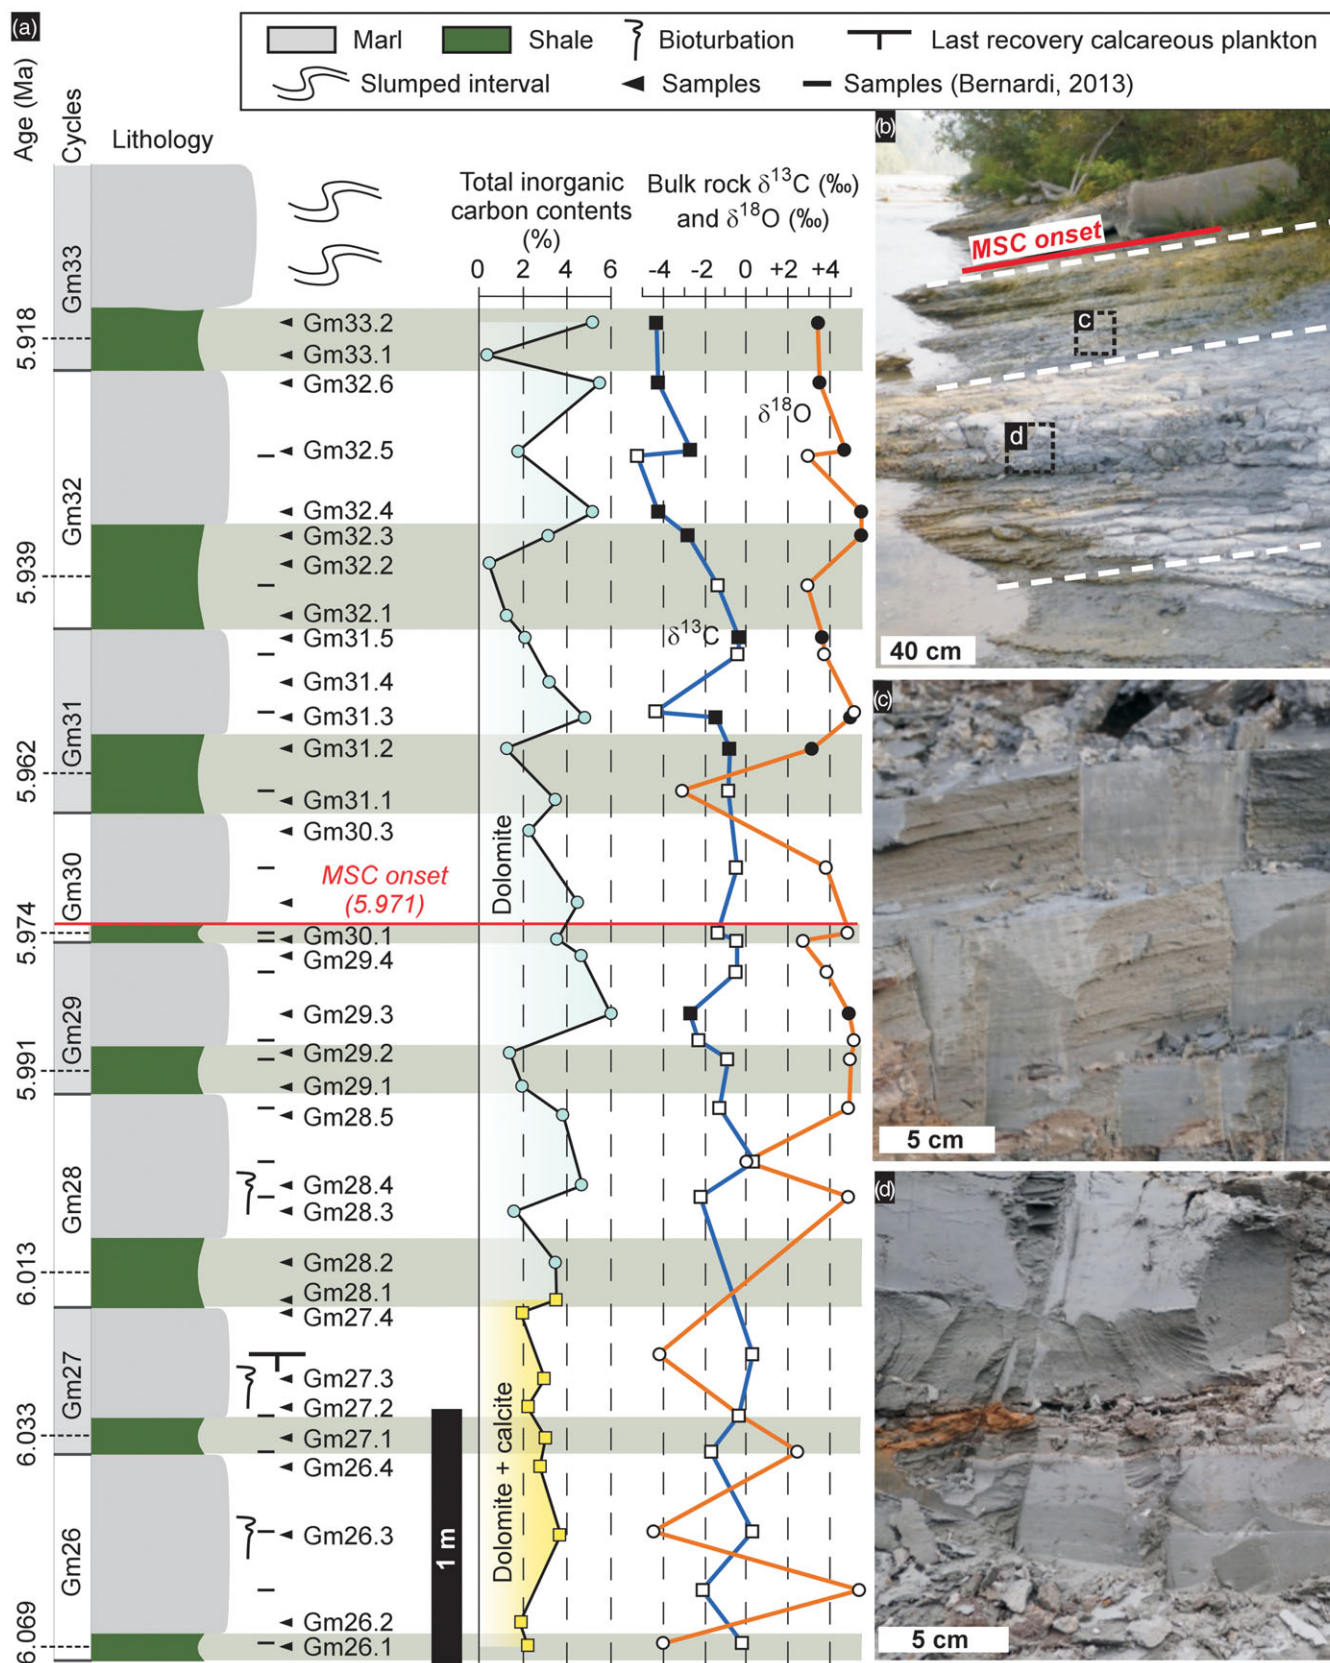 (a)
Marl
Shale
Bioturbation
Last recovery calcareous plankton
Slumped interval
Samples
Samples (Bernardi, 2013)
Age (Ma)
Cycles
Lithology
Total inorganic
carbon contents
(%)
0 2 4 6
Bulk rock δ13C (‰)
and δ18O (‰)
-4 -2 0 +2 +4
Gm33
5.918
Gm33.2
Gm33.1
Gm32
5.939
Gm32.6
Gm32.5
Gm32.4
Gm32.3
Gm32.2
Gm32.1
δ18O
δ13C
Gm31
5.962
Gm31.5
Gm31.4
Gm31.3
Gm31.2
Gm31.1
Gm30
5.974
Gm30.3
MSC onset
(5.971)
Gm30.1
Dolomite
Gm29
5.991
Gm29.4
Gm29.3
Gm29.2
Gm29.1
Gm28
6.013
Gm28.5
Gm28.4
Gm28.3
Gm28.2
Gm28.1
Gm27
6.033
Gm27.4
Gm27.3
Gm27.2
Gm27.1
Dolomite + calcite
Gm26
6.069
Gm26.4
Gm26.3
Gm26.2
Gm26.1
1 m
(b)
MSC onset
c
d
40 cm
(c)
5 cm
(d)
5 cm